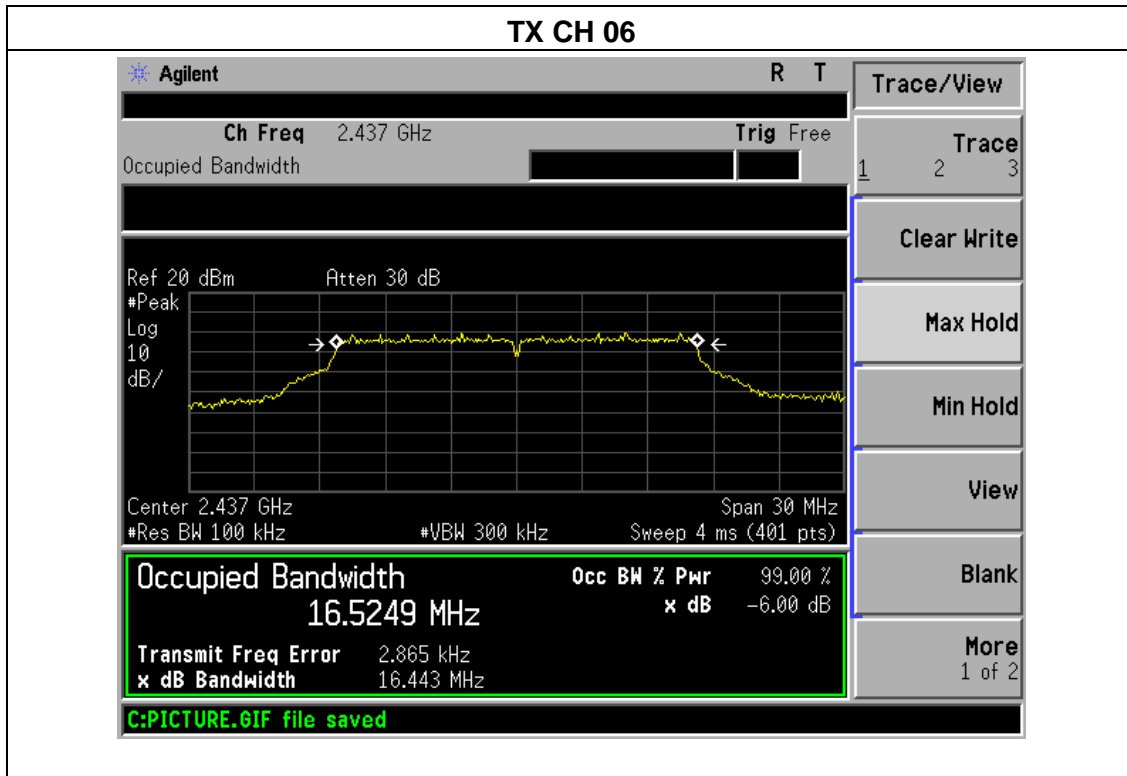 TX CH 06
Agilent R T
Trace/View
Ch Freq 2.437 GHz Trig Free
Occupied Bandwidth
Trace
1 2 3
Clear Write
Ref 20 dBm Atten 30 dB
#Peak
Log
10
dB/
Max Hold
Min Hold
View
Center 2.437 GHz Span 30 MHz
#Res BW 100 kHz #VBW 300 kHz Sweep 4 ms (401 pts)
Occupied Bandwidth Occ BW % Pwr 99.00 %
16.5249 MHz x dB -6.00 dB
Blank
Transmit Freq Error 2.865 kHz
x dB Bandwidth 16.443 MHz
More
1 of 2
C:PICTURE.GIF file saved